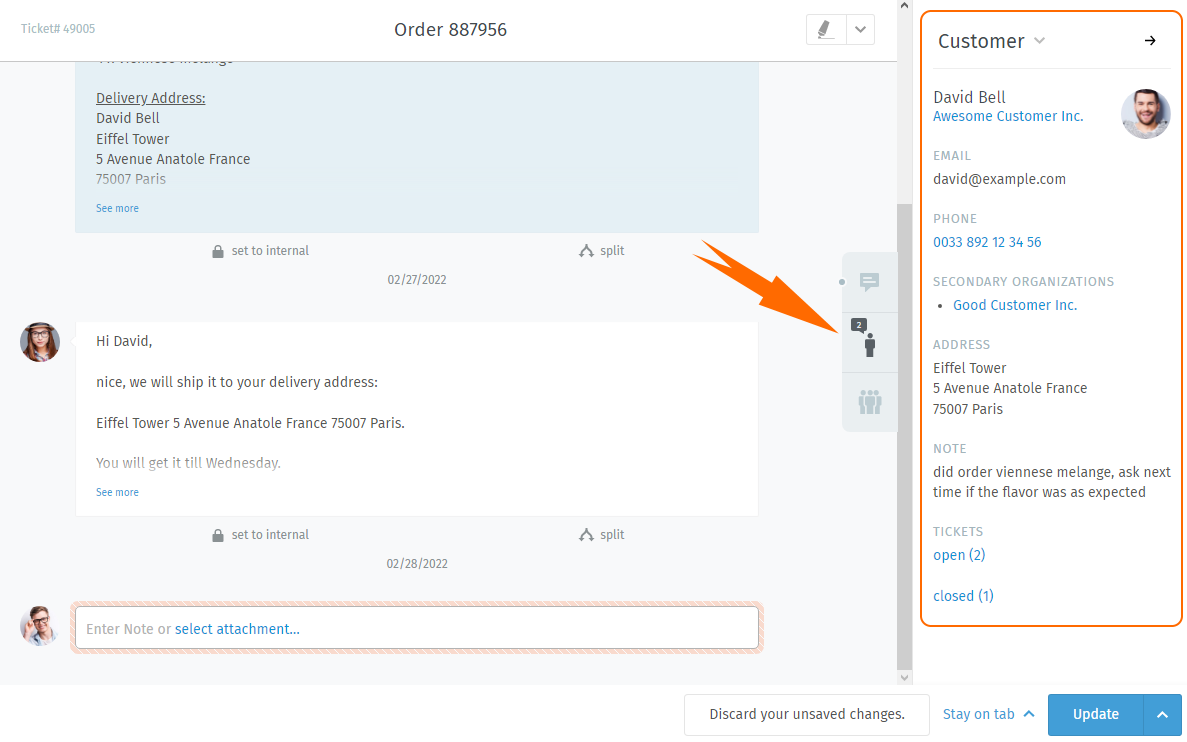 Ticket# 49005
Order 887956
Delivery Address:
David Bell
Eiffel Tower
5 Avenue Anatole France
75007 Paris
See more
set to internal
split
02/27/2022
Hi David,
nice, we will ship it to your delivery address:
Eiffel Tower 5 Avenue Anatole France 75007 Paris.
You will get it till Wednesday.
See more
set to internal
split
02/28/2022
Enter Note or select attachment...
2
Customer
David Bell
Awesome Customer Inc.
EMAIL
david@example.com
PHONE
0033 892 12 34 56
SECONDARY ORGANIZATIONS
• Good Customer Inc.
ADDRESS
Eiffel Tower
5 Avenue Anatole France
75007 Paris
NOTE
did order viennese melange, ask next
time if the flavor was as expected
TICKETS
open (2)
closed (1)
Discard your unsaved changes.
Stay on tab
Update